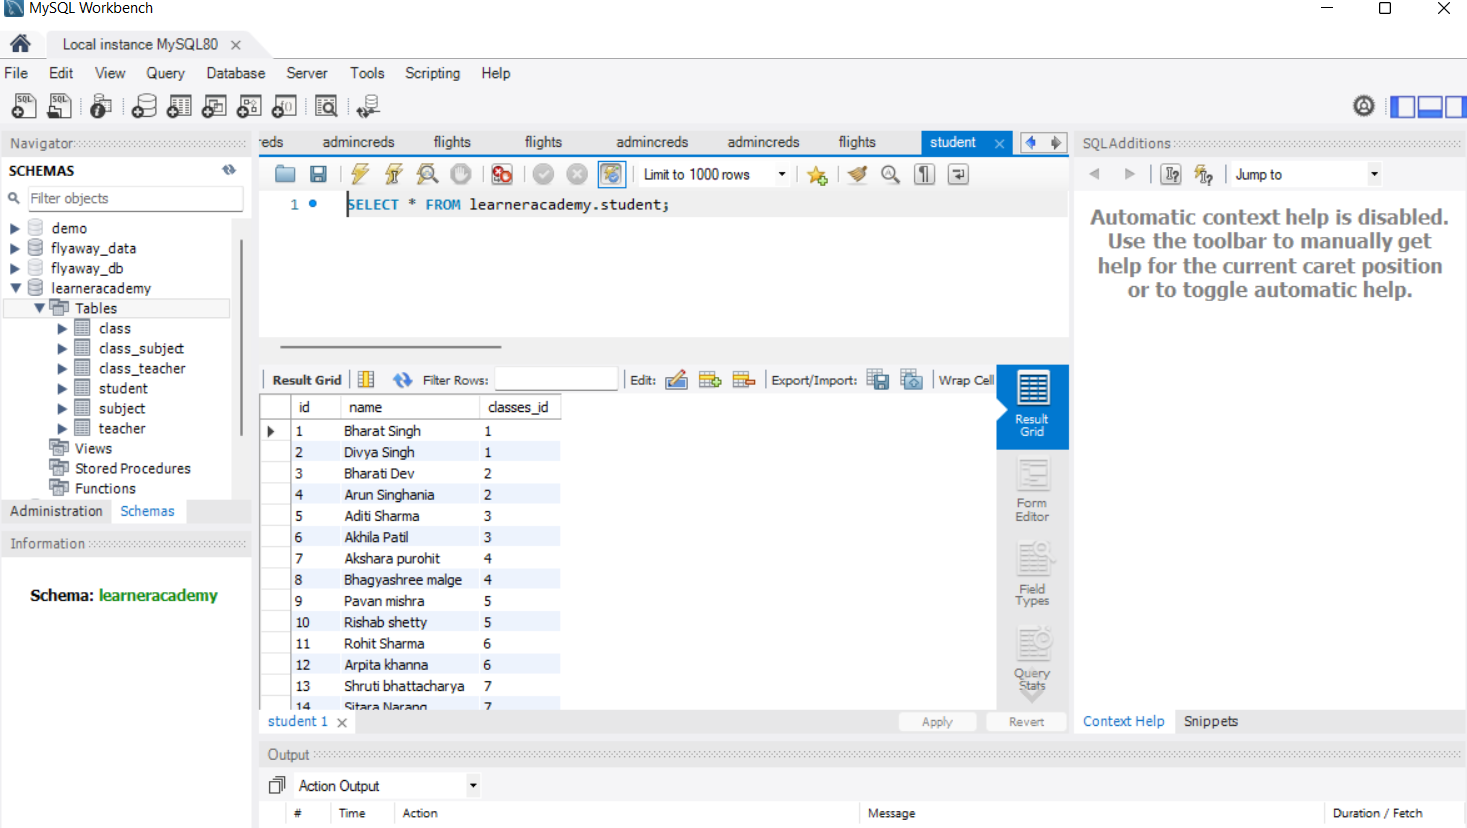 MySQL Workbench
Local instance MySQL80
File Edit View Query Database Server Tools Scripting Help
Navigator
SCHEMAS
Filter objects
demo
flyaway_data
flyaway_db
learneracademy
Tables
class
class_subject
class_teacher
student
subject
teacher
Views
Stored Procedures
Functions
Administration Schemas
Information
Schema: learneracademy
reds admincreds flights flights admincreds admincreds flights student
Limit to 1000 rows
1 SELECT * FROM learneracademy.student;
Result Grid Filter Rows: Edit: Export/Import: Wrap Cell
id name classes_id
1 Bharat Singh 1
2 Divya Singh 1
3 Bharati Dev 2
4 Arun Singhania 2
5 Aditi Sharma 3
6 Akhila Patil 3
7 Akshara purohit 4
8 Bhagyashree malge 4
9 Pavan mishra 5
10 Rishab shetty 5
11 Rohit Sharma 6
12 Arpita khanna 6
13 Shruti bhattacharya 7
14 Sitara Narang 7
Result
Grid
Form
Editor
Field
Types
Query
Stats
student 1 Apply Revert
SQLAdditions
Jump to
Automatic context help is disabled.
Use the toolbar to manually get
help for the current caret position
or to toggle automatic help.
Context Help Snippets
Output
Action Output
# Time Action Message Duration / Fetch